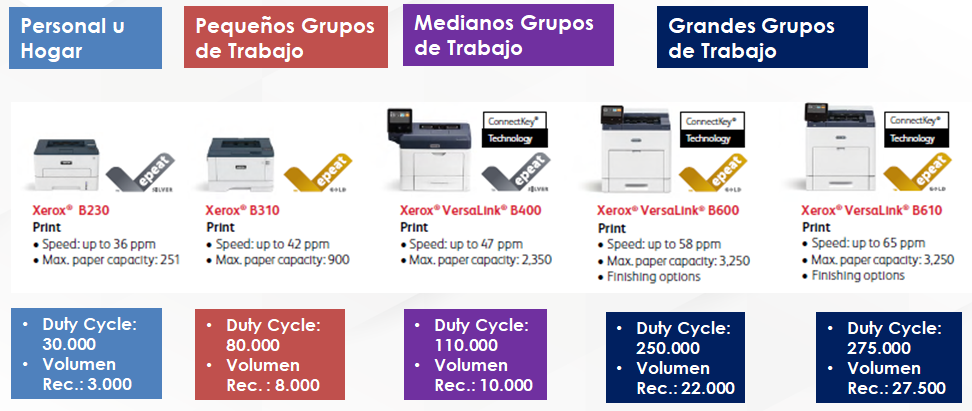 Personal u
Hogar
Pequeños Grupos
de Trabajo
Medianos Grupos
de Trabajo
Grandes Grupos
de Trabajo
epeat
SILVER
Xerox® B230
Print
• Speed: up to 36 ppm
• Max. paper capacity: 251
epeat
GOLD
Xerox® B310
Print
• Speed: up to 42 ppm
• Max. paper capacity: 900
ConnectKey®
Technology
epeat
SILVER
Xerox® VersaLink® B400
Print
• Speed: up to 47 ppm
• Max. paper capacity: 2,350
ConnectKey®
Technology
epeat
GOLD
Xerox® VersaLink® B600
Print
• Speed: up to 58 ppm
• Max. paper capacity: 3,250
• Finishing options
ConnectKey®
Technology
epeat
GOLD
Xerox® VersaLink® B610
Print
• Speed: up to 65 ppm
• Max. paper capacity: 3,250
• Finishing options
• Duty Cycle:
30.000
• Volumen
Rec.: 3.000
• Duty Cycle:
80.000
• Volumen
Rec. : 8.000
• Duty Cycle:
110.000
• Volumen
Rec.: 10.000
• Duty Cycle:
250.000
• Volumen
Rec.: 22.000
• Duty Cycle:
275.000
• Volumen
Rec.: 27.500